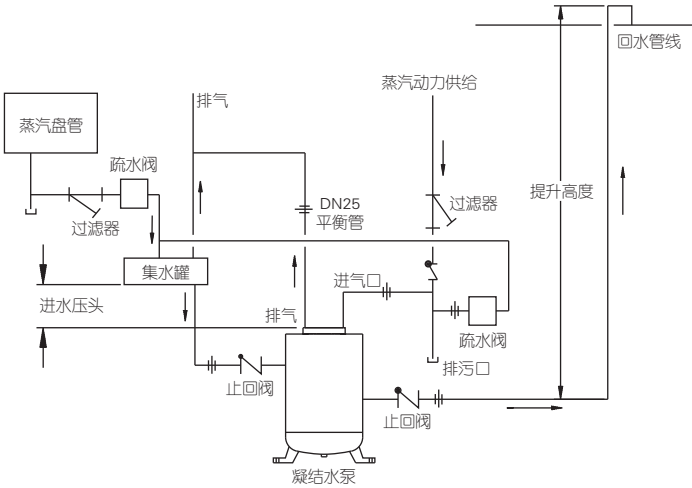 回水管线
蒸汽动力供给
排气
蒸汽盘管
疏水阀
提升高度
DN25
平衡管
过滤器
过滤器
集水罐
进气口
进水压头
排气
疏水阀
排污口
止回阀
止回阀
凝结水泵